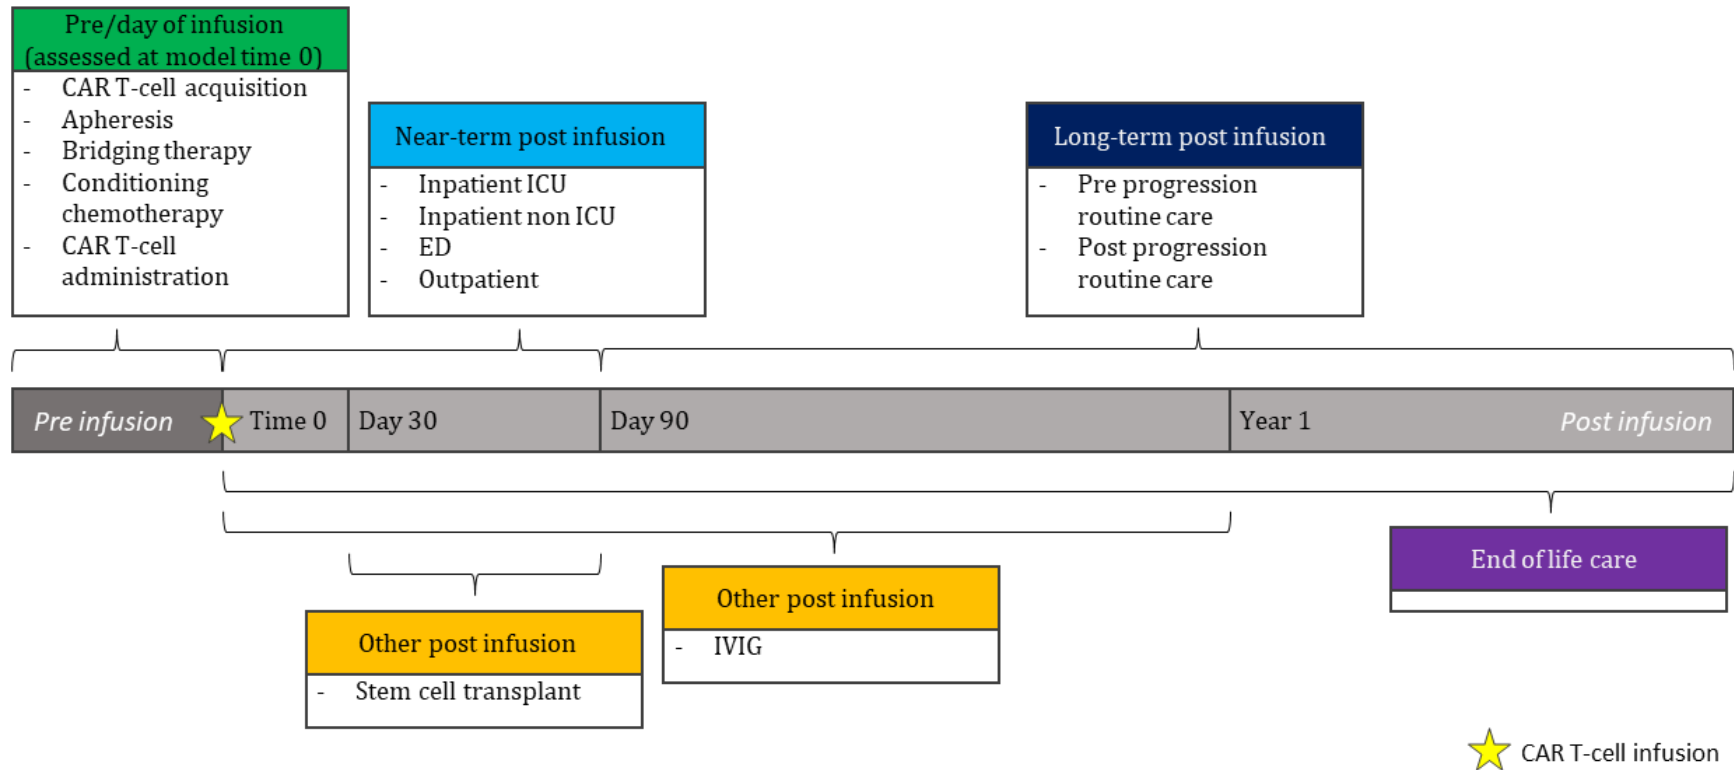 Pre/day of infusion
(assessed at model time 0)
- CAR T-cell acquisition
- Apheresis
- Bridging therapy
- Conditioning
chemotherapy
- CAR T-cell
administration
Near-term post infusion
- Inpatient ICU
- Inpatient non ICU
- ED
- Outpatient
Long-term post infusion
- Pre progression
routine care
- Post progression
routine care
Pre infusion
Time 0
Day 30
Day 90
Year 1
Post infusion
Other post infusion
- Stem cell transplant
Other post infusion
- IVIG
End of life care
CAR T-cell infusion